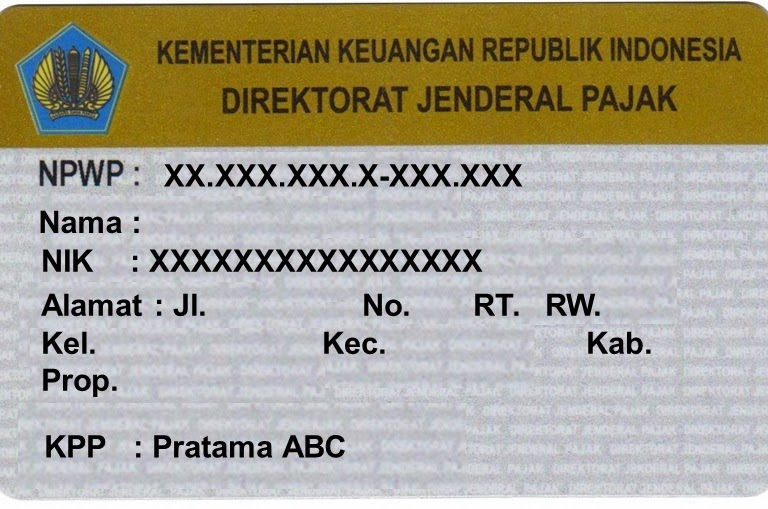 KEMENTERIAN KEUANGAN REPUBLIK INDONESIA
DIREKTORAT JENDERAL PAJAK
NPWP : XX.XXX.XXX.X-XXX.XXX
Nama :
NIK : XXXXXXXXXXXXXXXX
Alamat : Jl. No. RT. RW.
Kel. Kec. Kab.
Prop.
KPP : Pratama ABC